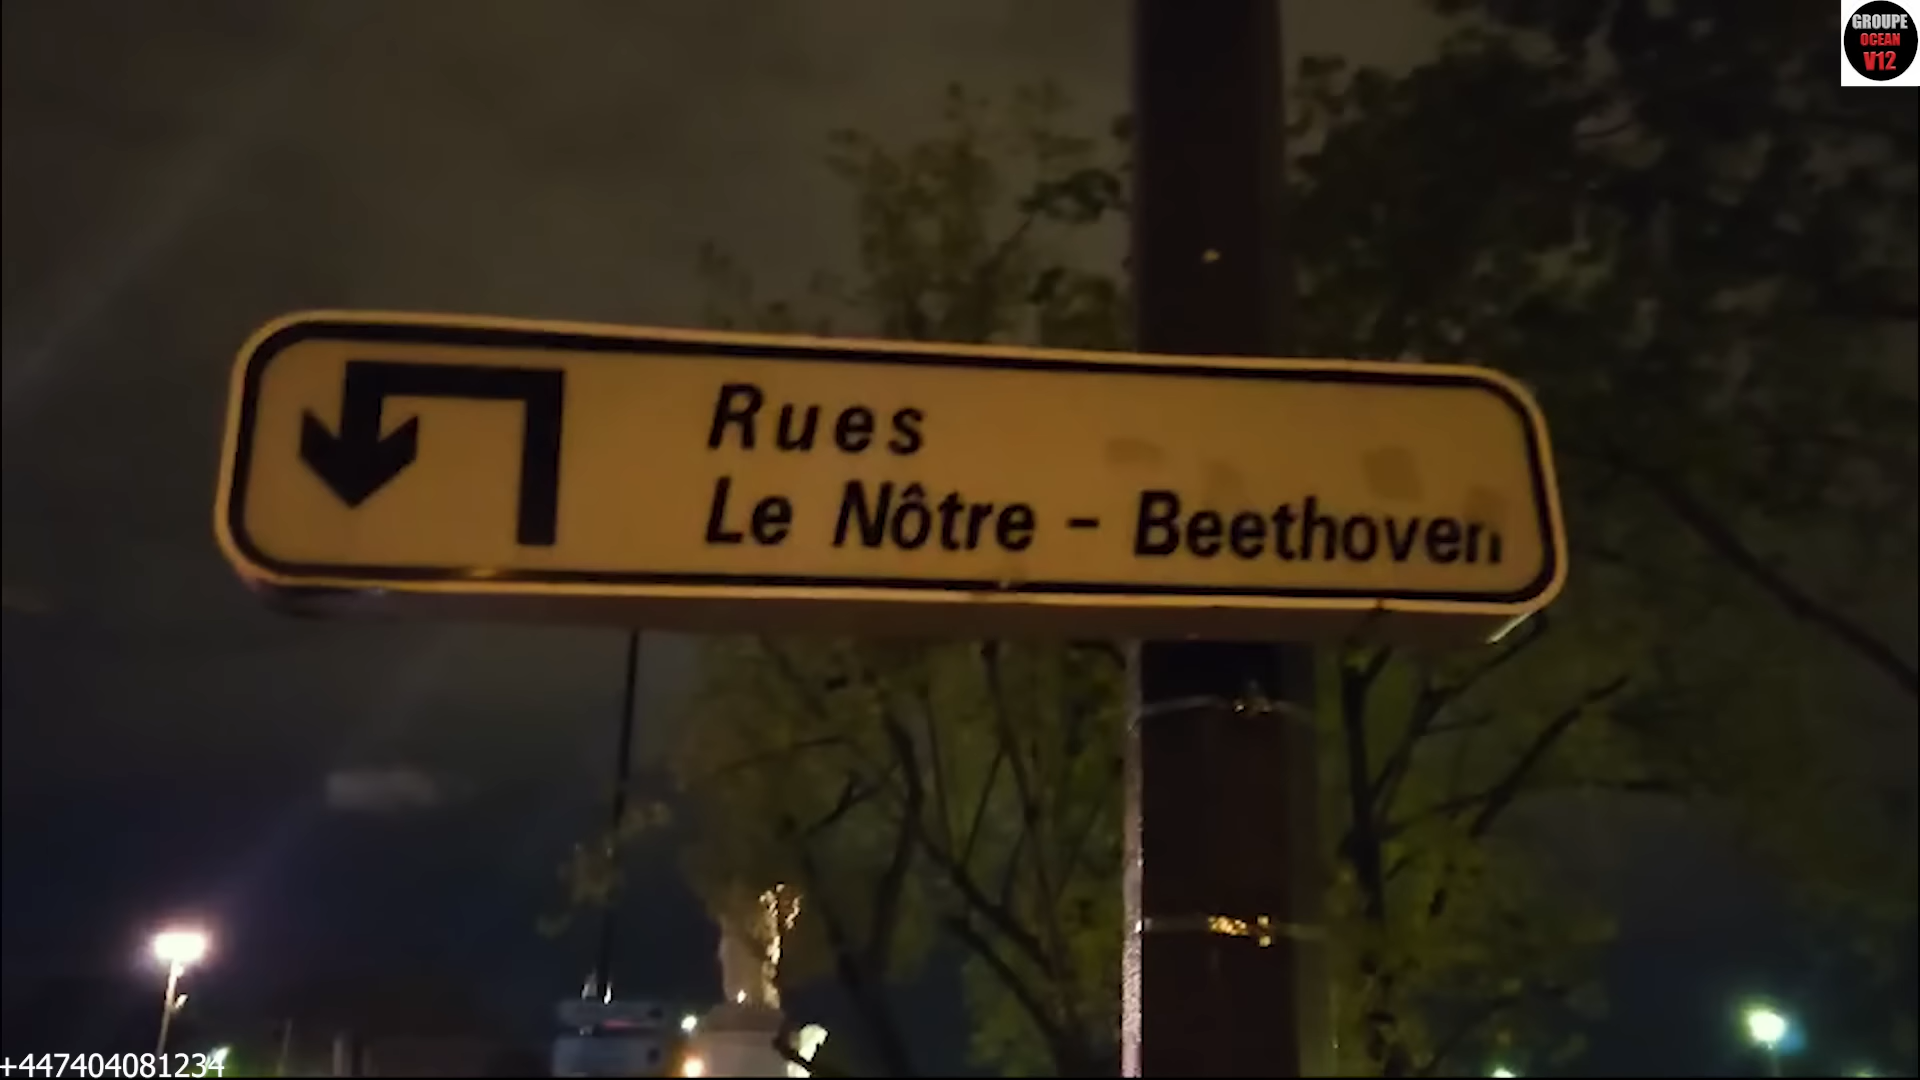 GROUPE
OCEAN
V12
Rues
Le Nôtre - Beethoven
+447404081234